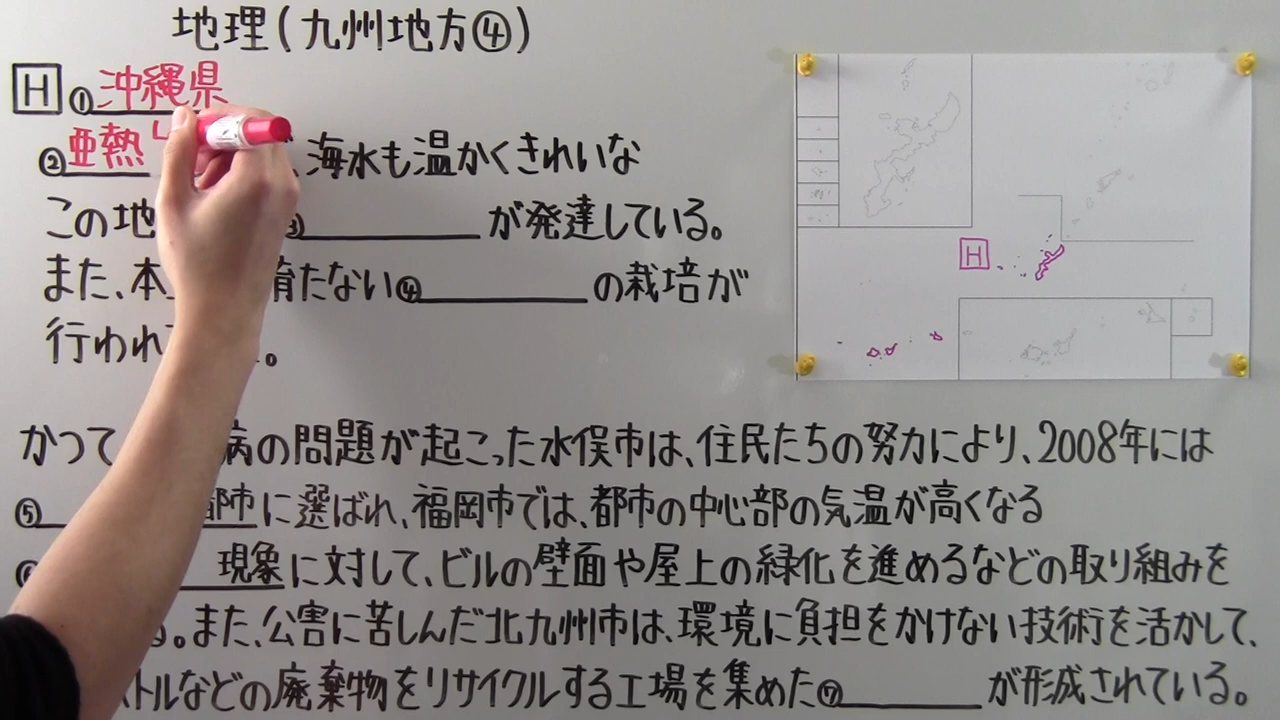 地理(九州地方④)
H ①沖縄県
②亜熱 、海水も温かくきれいな
この地 が発達している。
また、本 育たない④ の栽培が
行われ 。
かつて 病の問題が起こった水俣市は、住民たちの努力により、2008年には
⑤ 都市に選ばれ、福岡市では、都市の中心部の気温が高くなる
現象に対して、ビルの壁面や屋上の緑化を進めるなどの取り組みを
る。また、公害に苦しんだ北九州市は、環境に負担をかけない技術を活かして、
トルなどの廃棄物をリサイクルする工場を集めた⑦ が形成されている。
H